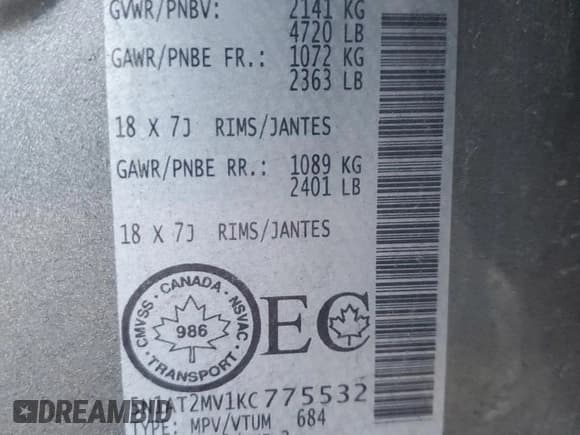 GVWR/PNBV: 2141 KG
4720 LB
GAWR/PNBE FR.: 1072 KG
2363 LB
18 X 7J RIMS/JANTES
GAWR/PNBE RR.: 1089 KG
2401 LB
18 X 7J RIMS/JANTES
CMVSS · CANADA · NSVAC
986
TRANSPORT
EC
5N1AT2MV1KC775532
TYPE: MPV/VTUM 684
DREAMBID